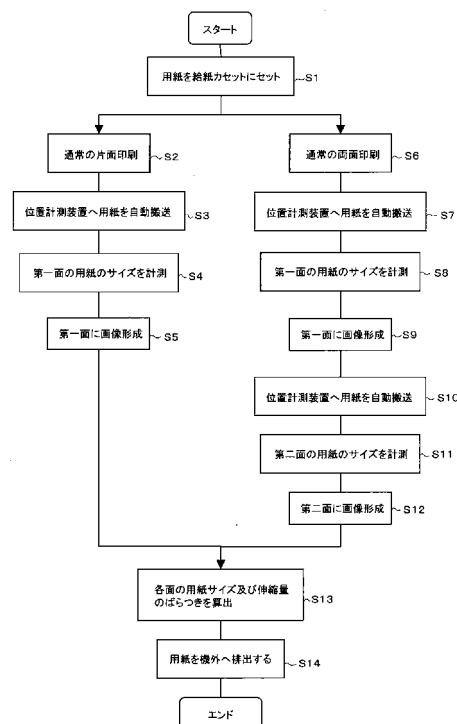 スタート
用紙を給紙カセットにセット
S1
通常の片面印刷
S2
位置計測装置へ用紙を自動搬送
S3
第一面の用紙のサイズを計測
S4
第一面に画像形成
S5
通常の両面印刷
S6
位置計測装置へ用紙を自動搬送
S7
第一面の用紙のサイズを計測
S8
第一面に画像形成
S9
位置計測装置へ用紙を自動搬送
S10
第二面の用紙のサイズを計測
S11
第二面に画像形成
S12
各面の用紙サイズ及び伸縮量
のばらつきを算出
S13
用紙を機外へ排出する
S14
エンド